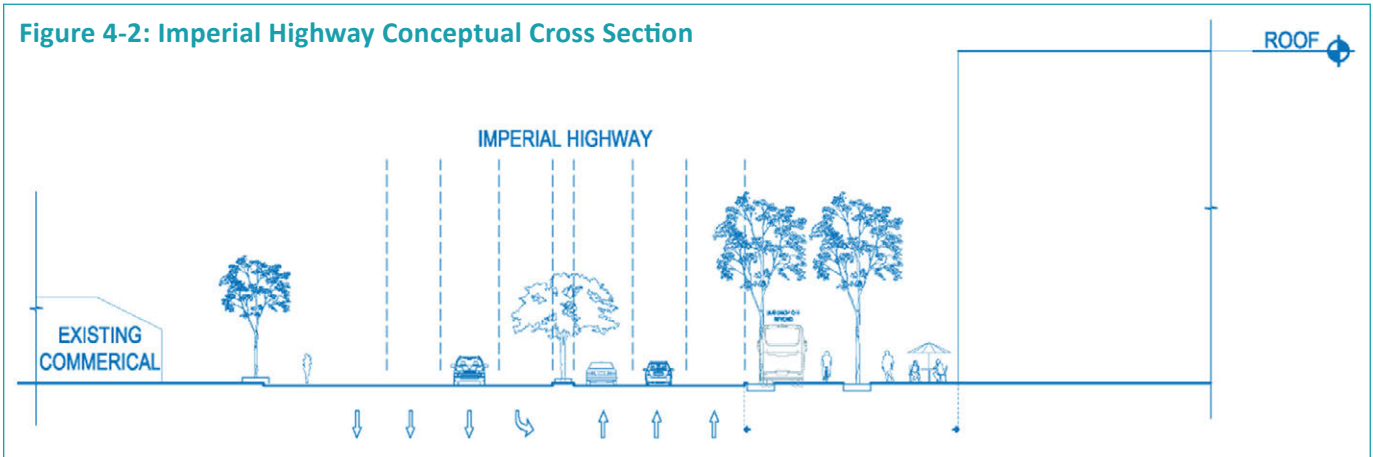 Figure 4-2: Imperial Highway Conceptual Cross Section
ROOF
IMPERIAL HIGHWAY
EXISTING
COMMERICAL